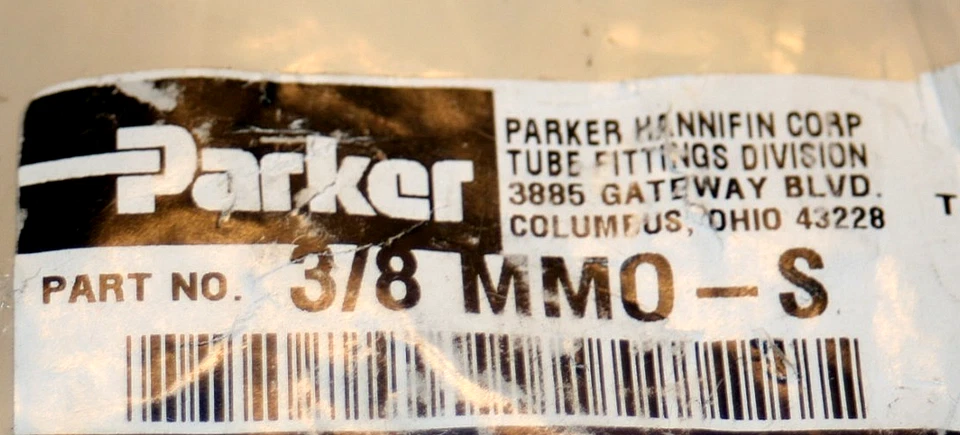 Parker
PARKER HANNIFIN CORP
TUBE FITTINGS DIVISION
3885 GATEWAY BLVD.
COLUMBUS, OHIO 43228
T
PART NO. 3/8 MMO-S